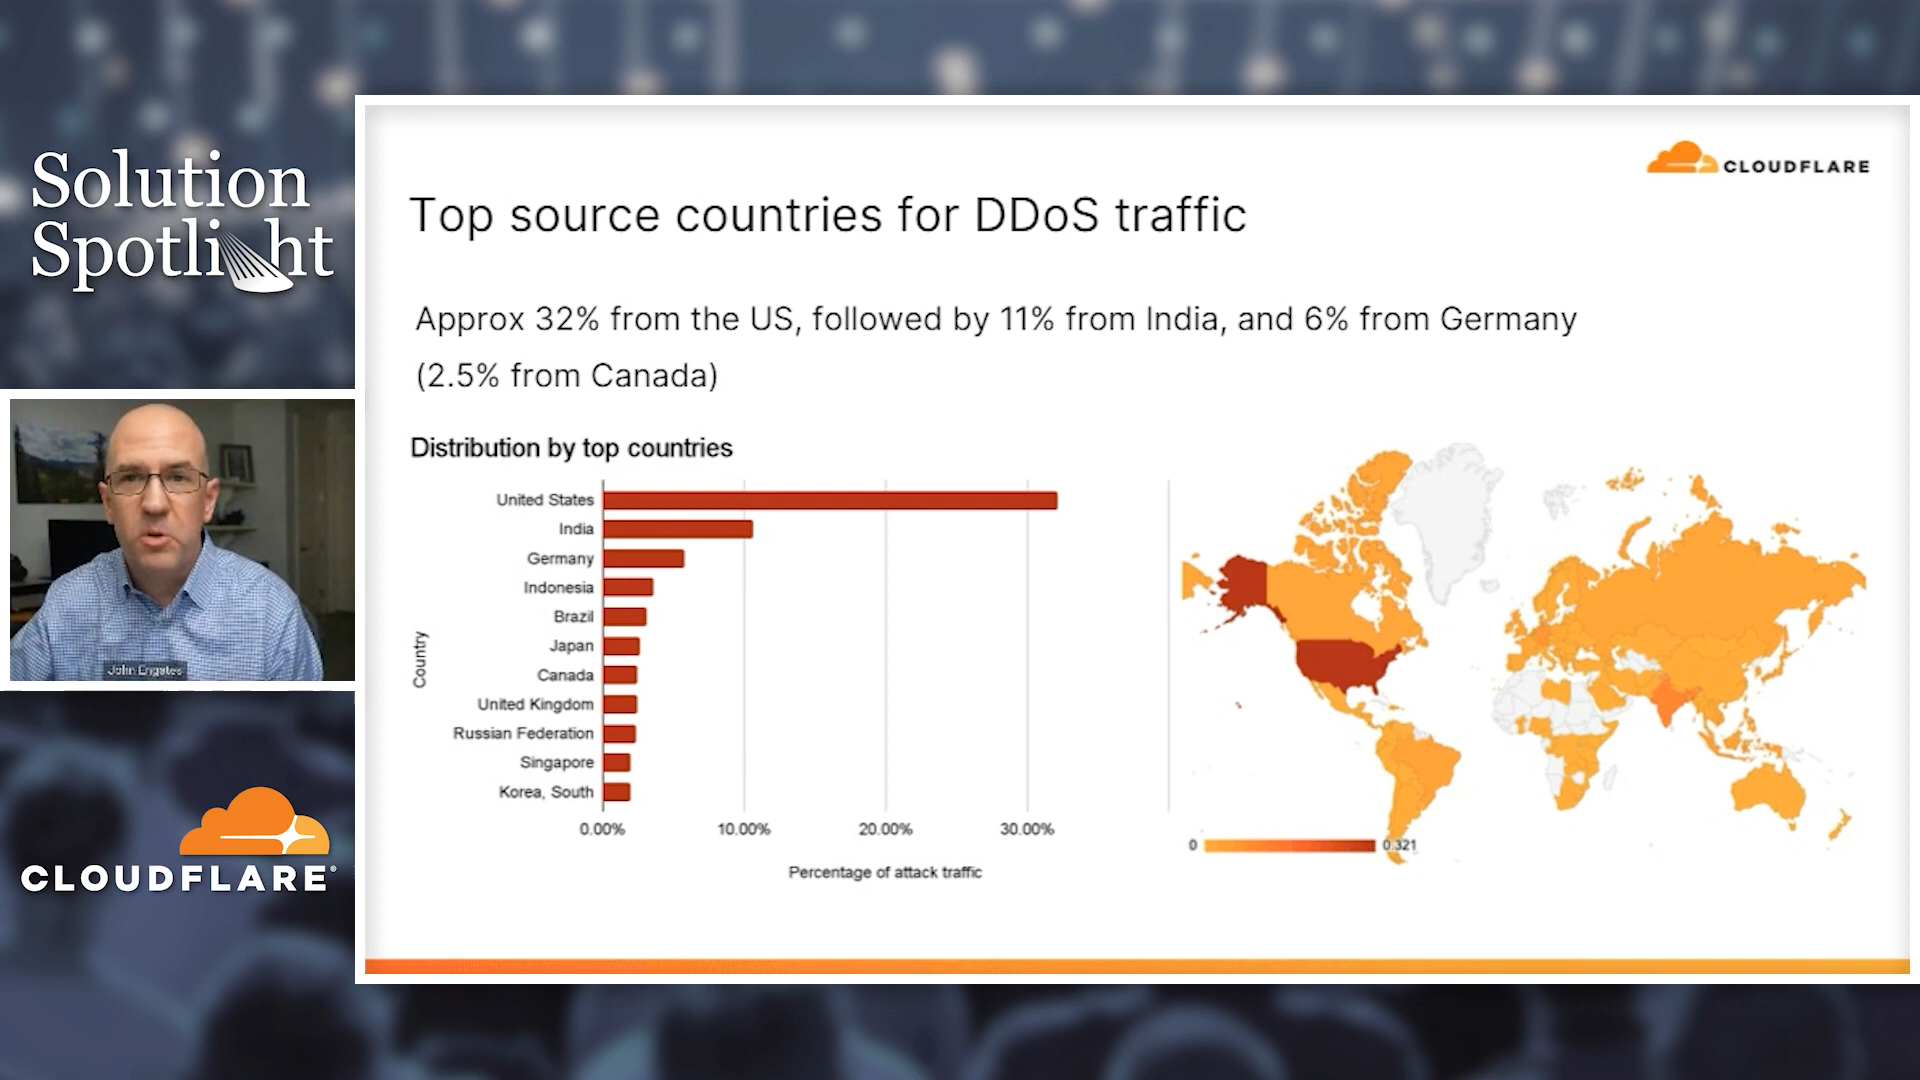 Solution
Spotlight
John Engates
CLOUDFLARE
CLOUDFLARE
Top source countries for DDoS traffic
Approx 32% from the US, followed by 11% from India, and 6% from Germany
(2.5% from Canada)
Distribution by top countries
Country
United States
India
Germany
Indonesia
Brazil
Japan
Canada
United Kingdom
Russian Federation
Singapore
Korea, South
0.00% 10.00% 20.00% 30.00%
Percentage of attack traffic
0 0.321